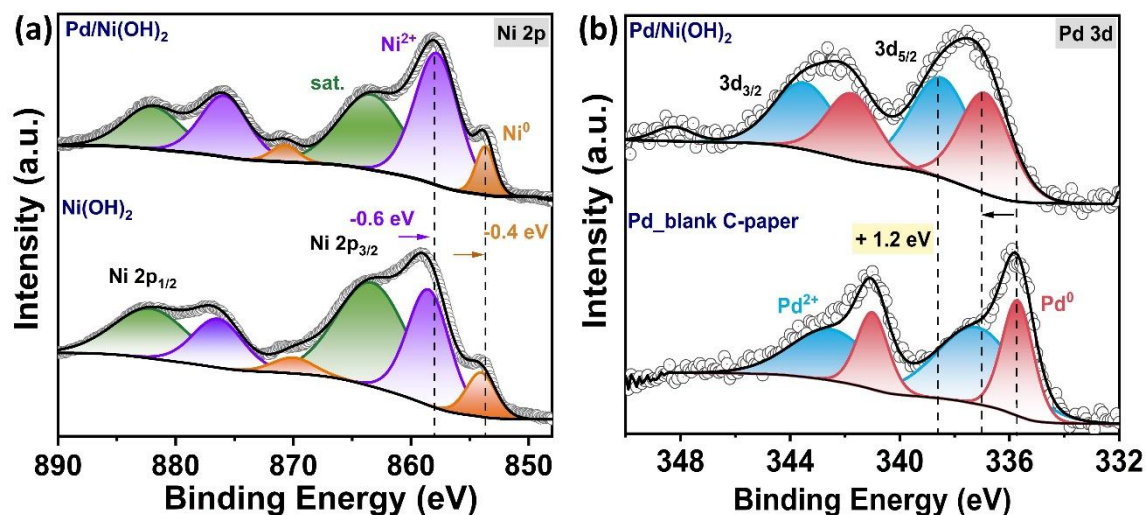 (a)
Pd/Ni(OH)₂
Ni 2p
Ni²⁺
sat.
Ni⁰
Ni(OH)₂
-0.6 eV
-0.4 eV
Ni 2p₃/₂
Ni 2p₁/₂
Intensity (a.u.)
890 880 870 860 850
Binding Energy (eV)
(b)
Pd/Ni(OH)₂
Pd 3d
3d₅/₂
3d₃/₂
Pd_blank C-paper
+ 1.2 eV
Pd²⁺
Pd⁰
Intensity (a.u.)
348 344 340 336 332
Binding Energy (eV)